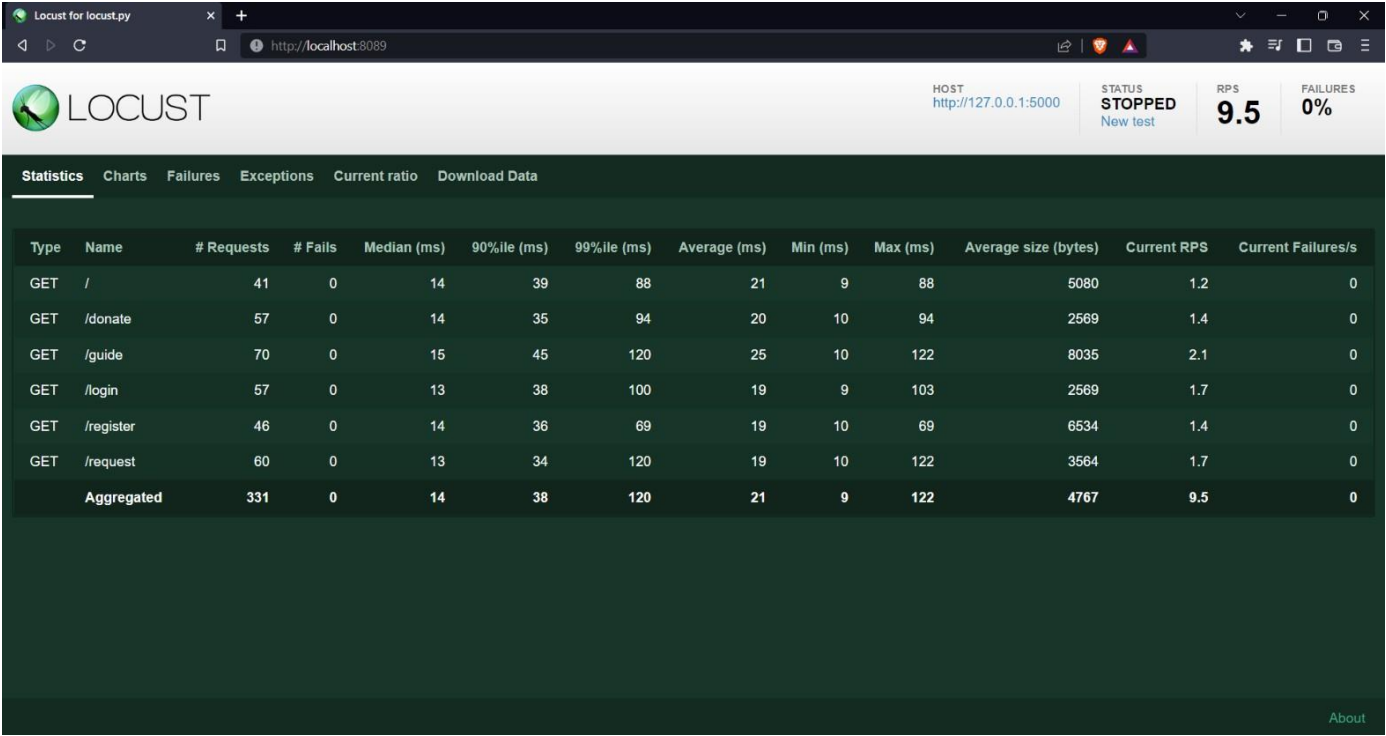 Locust for locust.py
http://localhost:8089
LOCUST
HOST
http://127.0.0.1:5000
STATUS
STOPPED
New test
RPS
9.5
FAILURES
0%
Statistics Charts Failures Exceptions Current ratio Download Data
Type Name # Requests # Fails Median (ms) 90%ile (ms) 99%ile (ms) Average (ms) Min (ms) Max (ms) Average size (bytes) Current RPS Current Failures/s
GET / 41 0 14 39 88 21 9 88 5080 1.2 0
GET /donate 57 0 14 35 94 20 10 94 2569 1.4 0
GET /guide 70 0 15 45 120 25 10 122 8035 2.1 0
GET /login 57 0 13 38 100 19 9 103 2569 1.7 0
GET /register 46 0 14 36 69 19 10 69 6534 1.4 0
GET /request 60 0 13 34 120 19 10 122 3564 1.7 0
Aggregated 331 0 14 38 120 21 9 122 4767 9.5 0
About